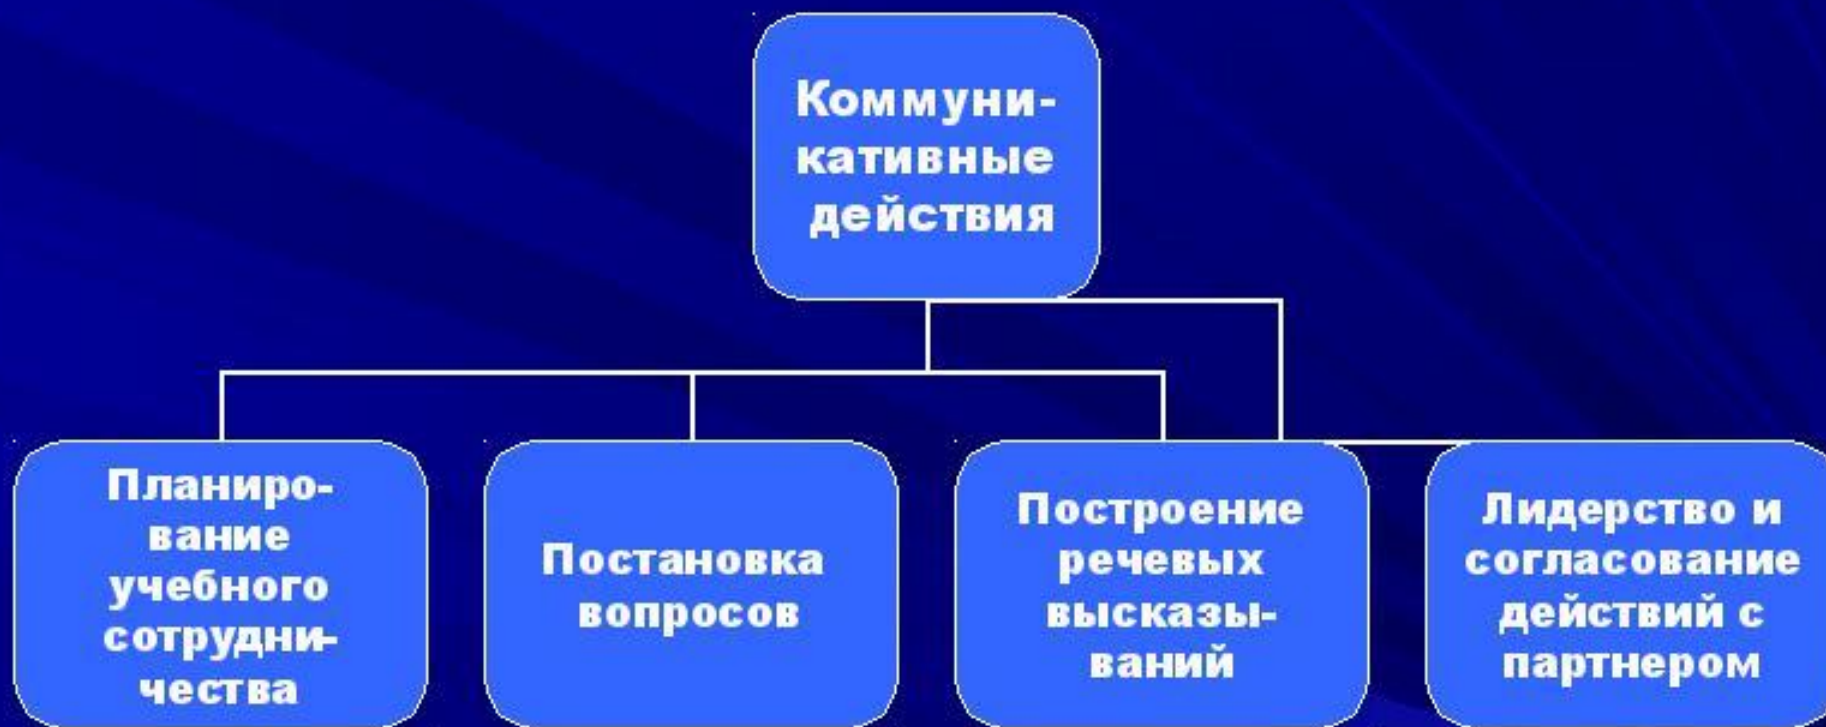 Коммуни-
кативные
действия
Планиро-
вание
учебного
сотрудни-
чества
Постановка
вопросов
Построение
речевых
высказы-
ваний
Лидерство и
согласование
действий с
партнером